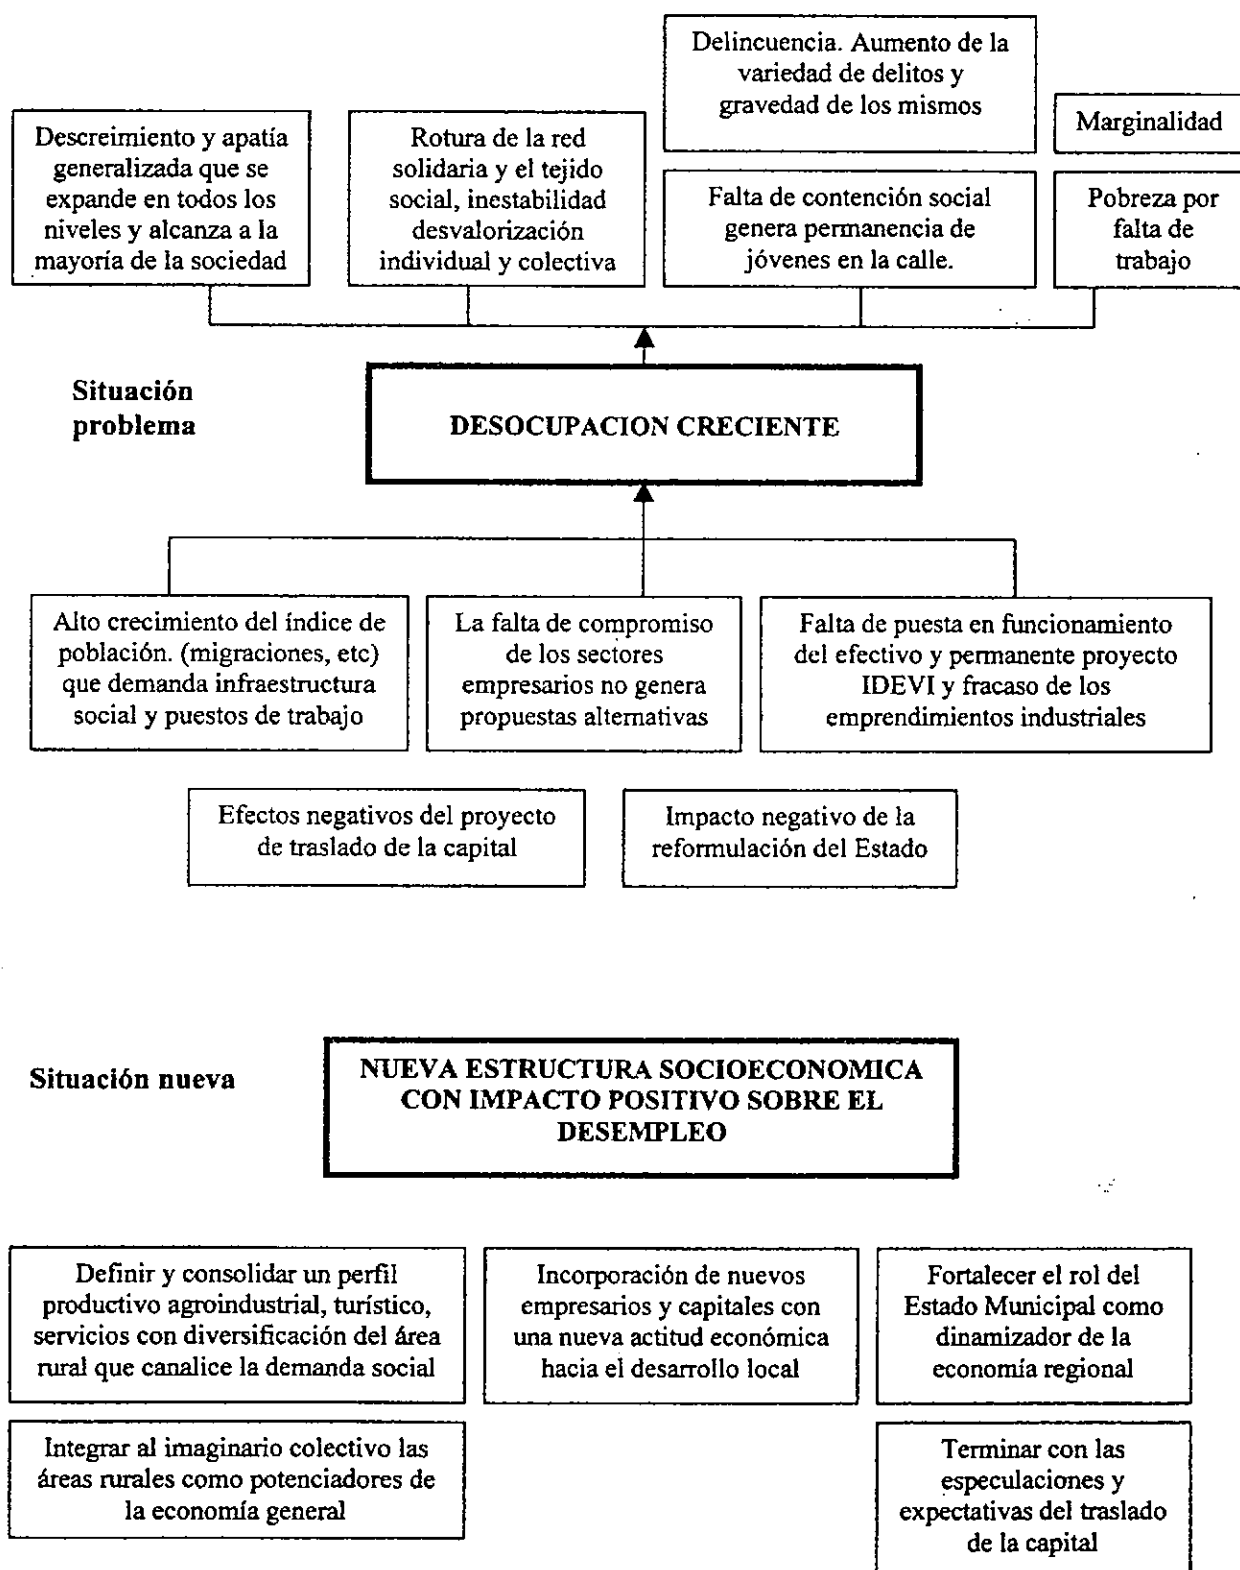 Delincuencia. Aumento de la
variedad de delitos y
gravedad de los mismos
Marginalidad
Descreimiento y apatía
generalizada que se
expande en todos los
niveles y alcanza a la
mayoría de la sociedad
Rotura de la red
solidaria y el tejido
social, inestabilidad
desvalorización
individual y colectiva
Falta de contención social
genera permanencia de
jóvenes en la calle.
Pobreza por
falta de
trabajo
Situación
problema
DESOCUPACION CRECIENTE
Alto crecimiento del índice de
población. (migraciones, etc)
que demanda infraestructura
social y puestos de trabajo
La falta de compromiso
de los sectores
empresarios no genera
propuestas alternativas
Falta de puesta en funcionamiento
del efectivo y permanente proyecto
IDEVI y fracaso de los
emprendimientos industriales
Efectos negativos del proyecto
de traslado de la capital
Impacto negativo de la
reformulación del Estado
Situación nueva
NUEVA ESTRUCTURA SOCIOECONOMICA
CON IMPACTO POSITIVO SOBRE EL
DESEMPLEO
Definir y consolidar un perfil
productivo agroindustrial, turístico,
servicios con diversificación del área
rural que canalice la demanda social
Incorporación de nuevos
empresarios y capitales con
una nueva actitud económica
hacia el desarrollo local
Fortalecer el rol del
Estado Municipal como
dinamizador de la
economía regional
Integrar al imaginario colectivo las
áreas rurales como potenciadores de
la economía general
Terminar con las
especulaciones y
expectativas del traslado
de la capital